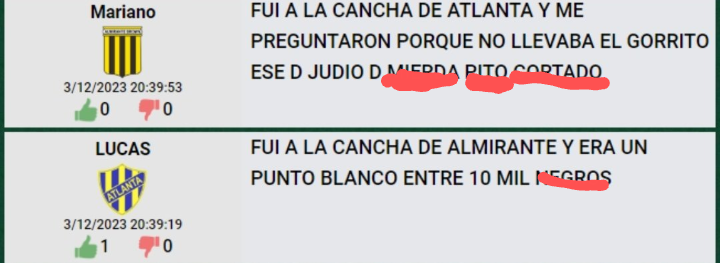 Mariano
ALMIRANTE BROWN
3/12/2023 20:39:53
0 0
FUI A LA CANCHA DE ATLANTA Y ME
PREGUNTARON PORQUE NO LLEVABA EL GORRITO
ESE D JUDIO D MIERDA PITO CORTADO
LUCAS
ATLANTA
3/12/2023 20:39:19
1 0
FUI A LA CANCHA DE ALMIRANTE Y ERA UN
PUNTO BLANCO ENTRE 10 MIL NEGROS